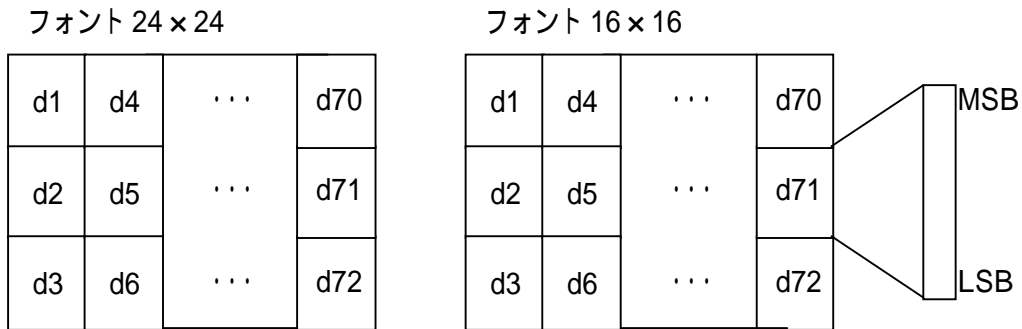 フォント 24×24 フォント 16×16
d1 d4 ··· d70 d1 d4 ··· d70 MSB
d2 d5 ··· d71 d2 d5 ··· d71
d3 d6 ··· d72 d3 d6 ··· d72 LSB